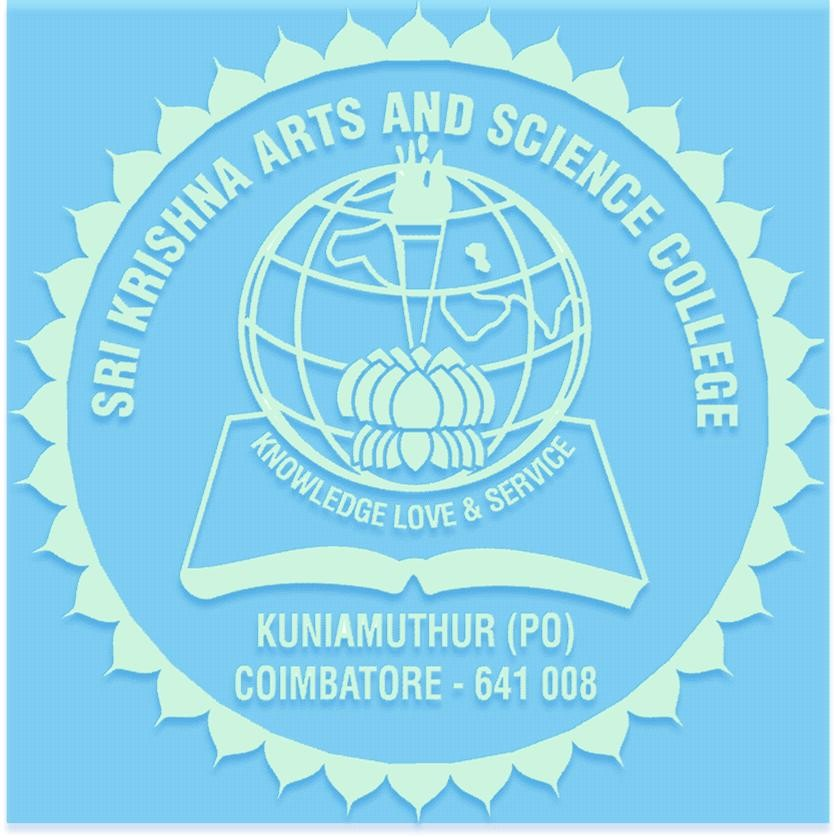 SRI KRISHNA ARTS AND SCIENCE COLLEGE
KNOWLEDGE LOVE & SERVICE
KUNIAMUTHUR (PO)
COIMBATORE - 641 008